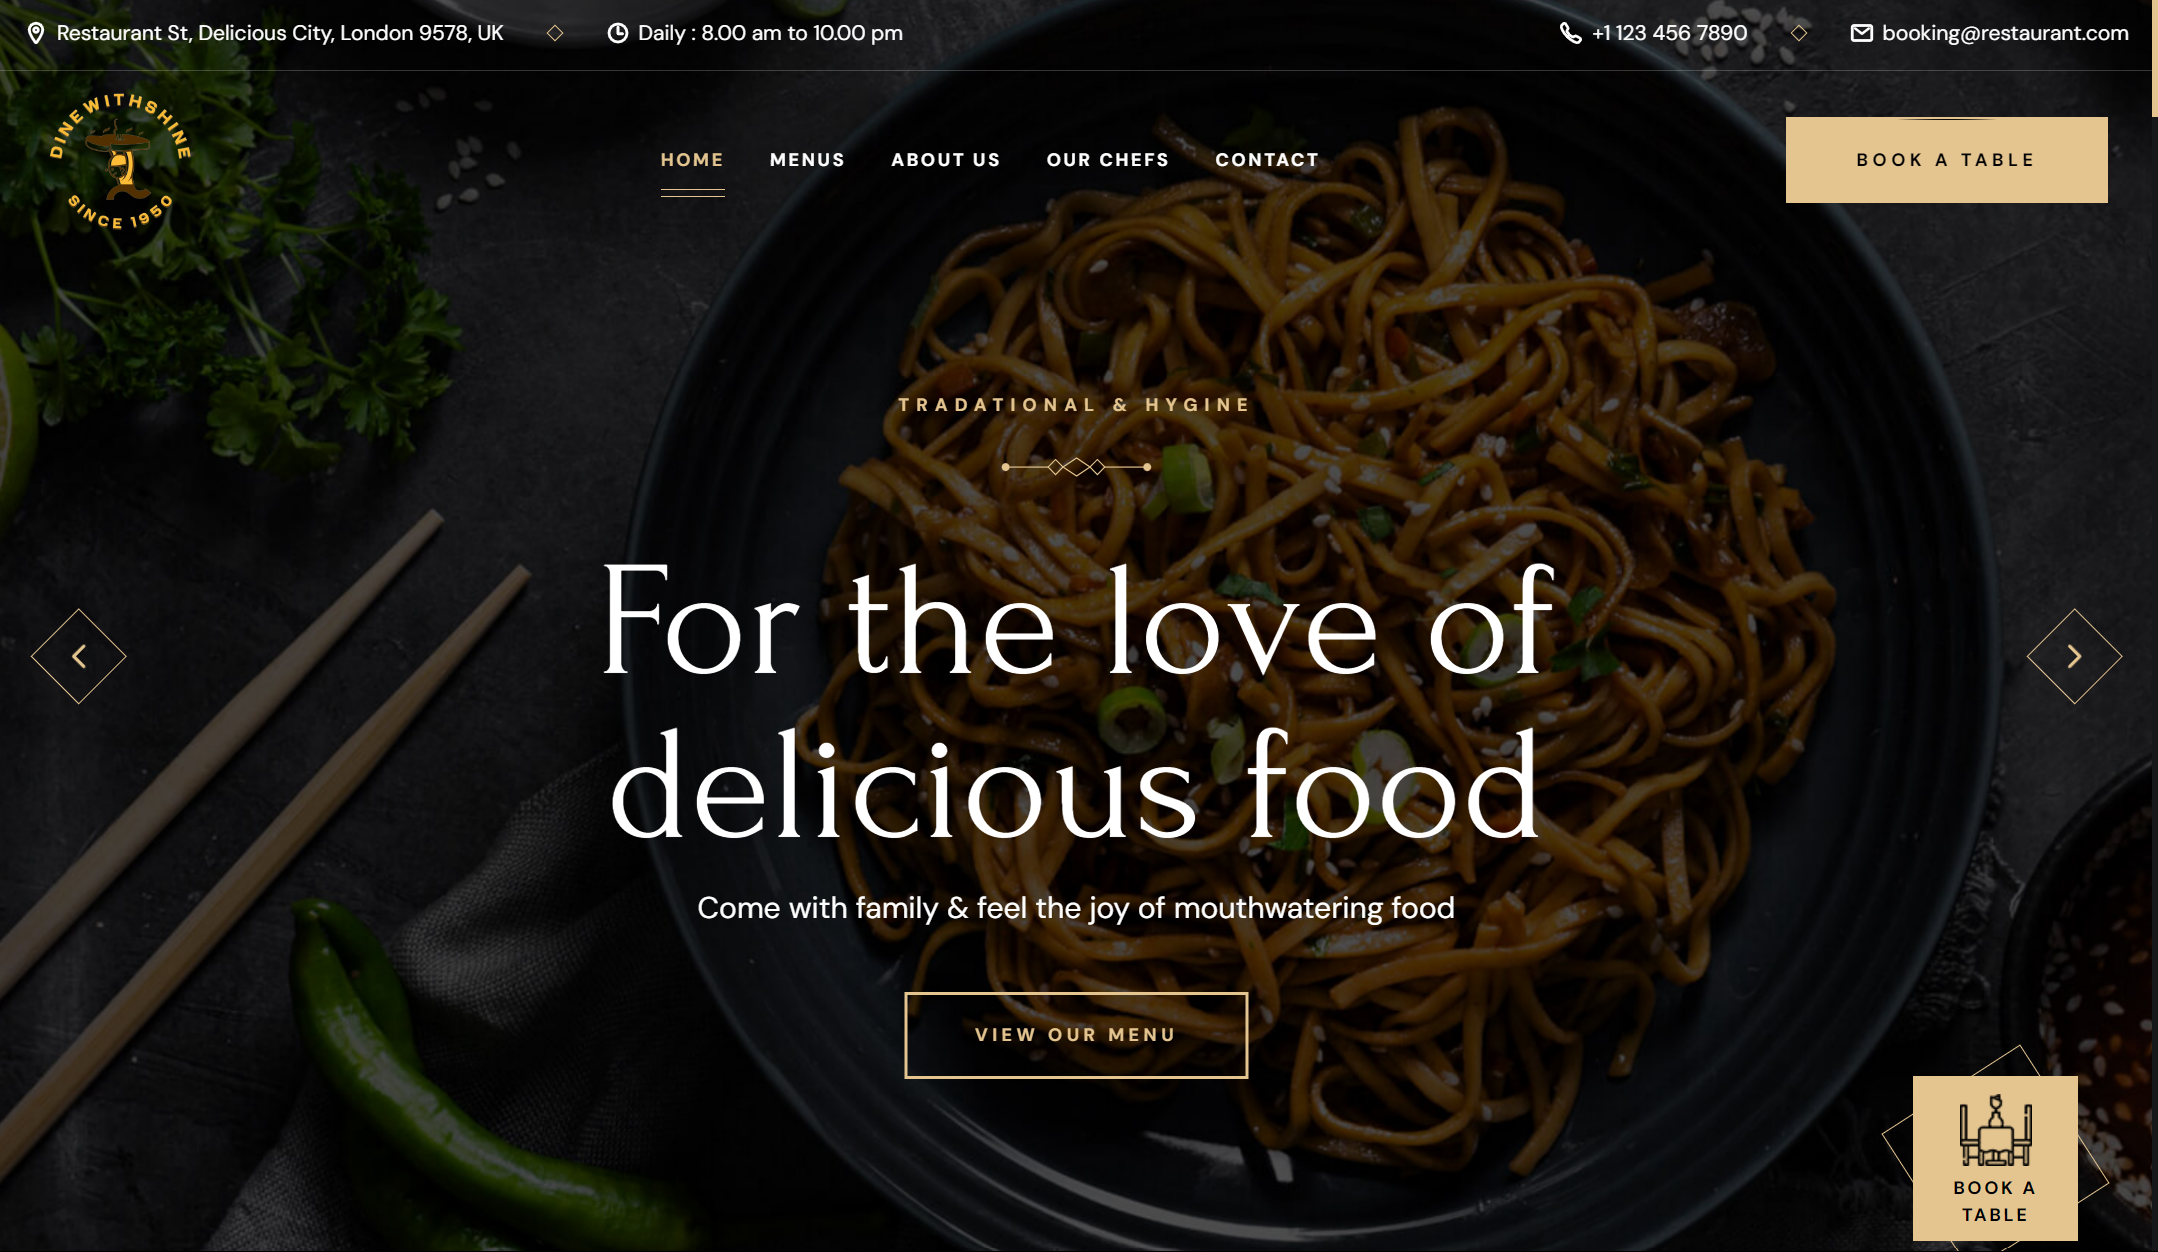 Restaurant St, Delicious City, London 9578, UK
Daily : 8.00 am to 10.00 pm
+1 123 456 7890
booking@restaurant.com
DINEWITHSHINE
SINCE 1950
HOME
MENUS
ABOUT US
OUR CHEFS
CONTACT
BOOK A TABLE
TRADATIONAL & HYGINE
For the love of
delicious food
Come with family & feel the joy of mouthwatering food
VIEW OUR MENU
BOOK A
TABLE